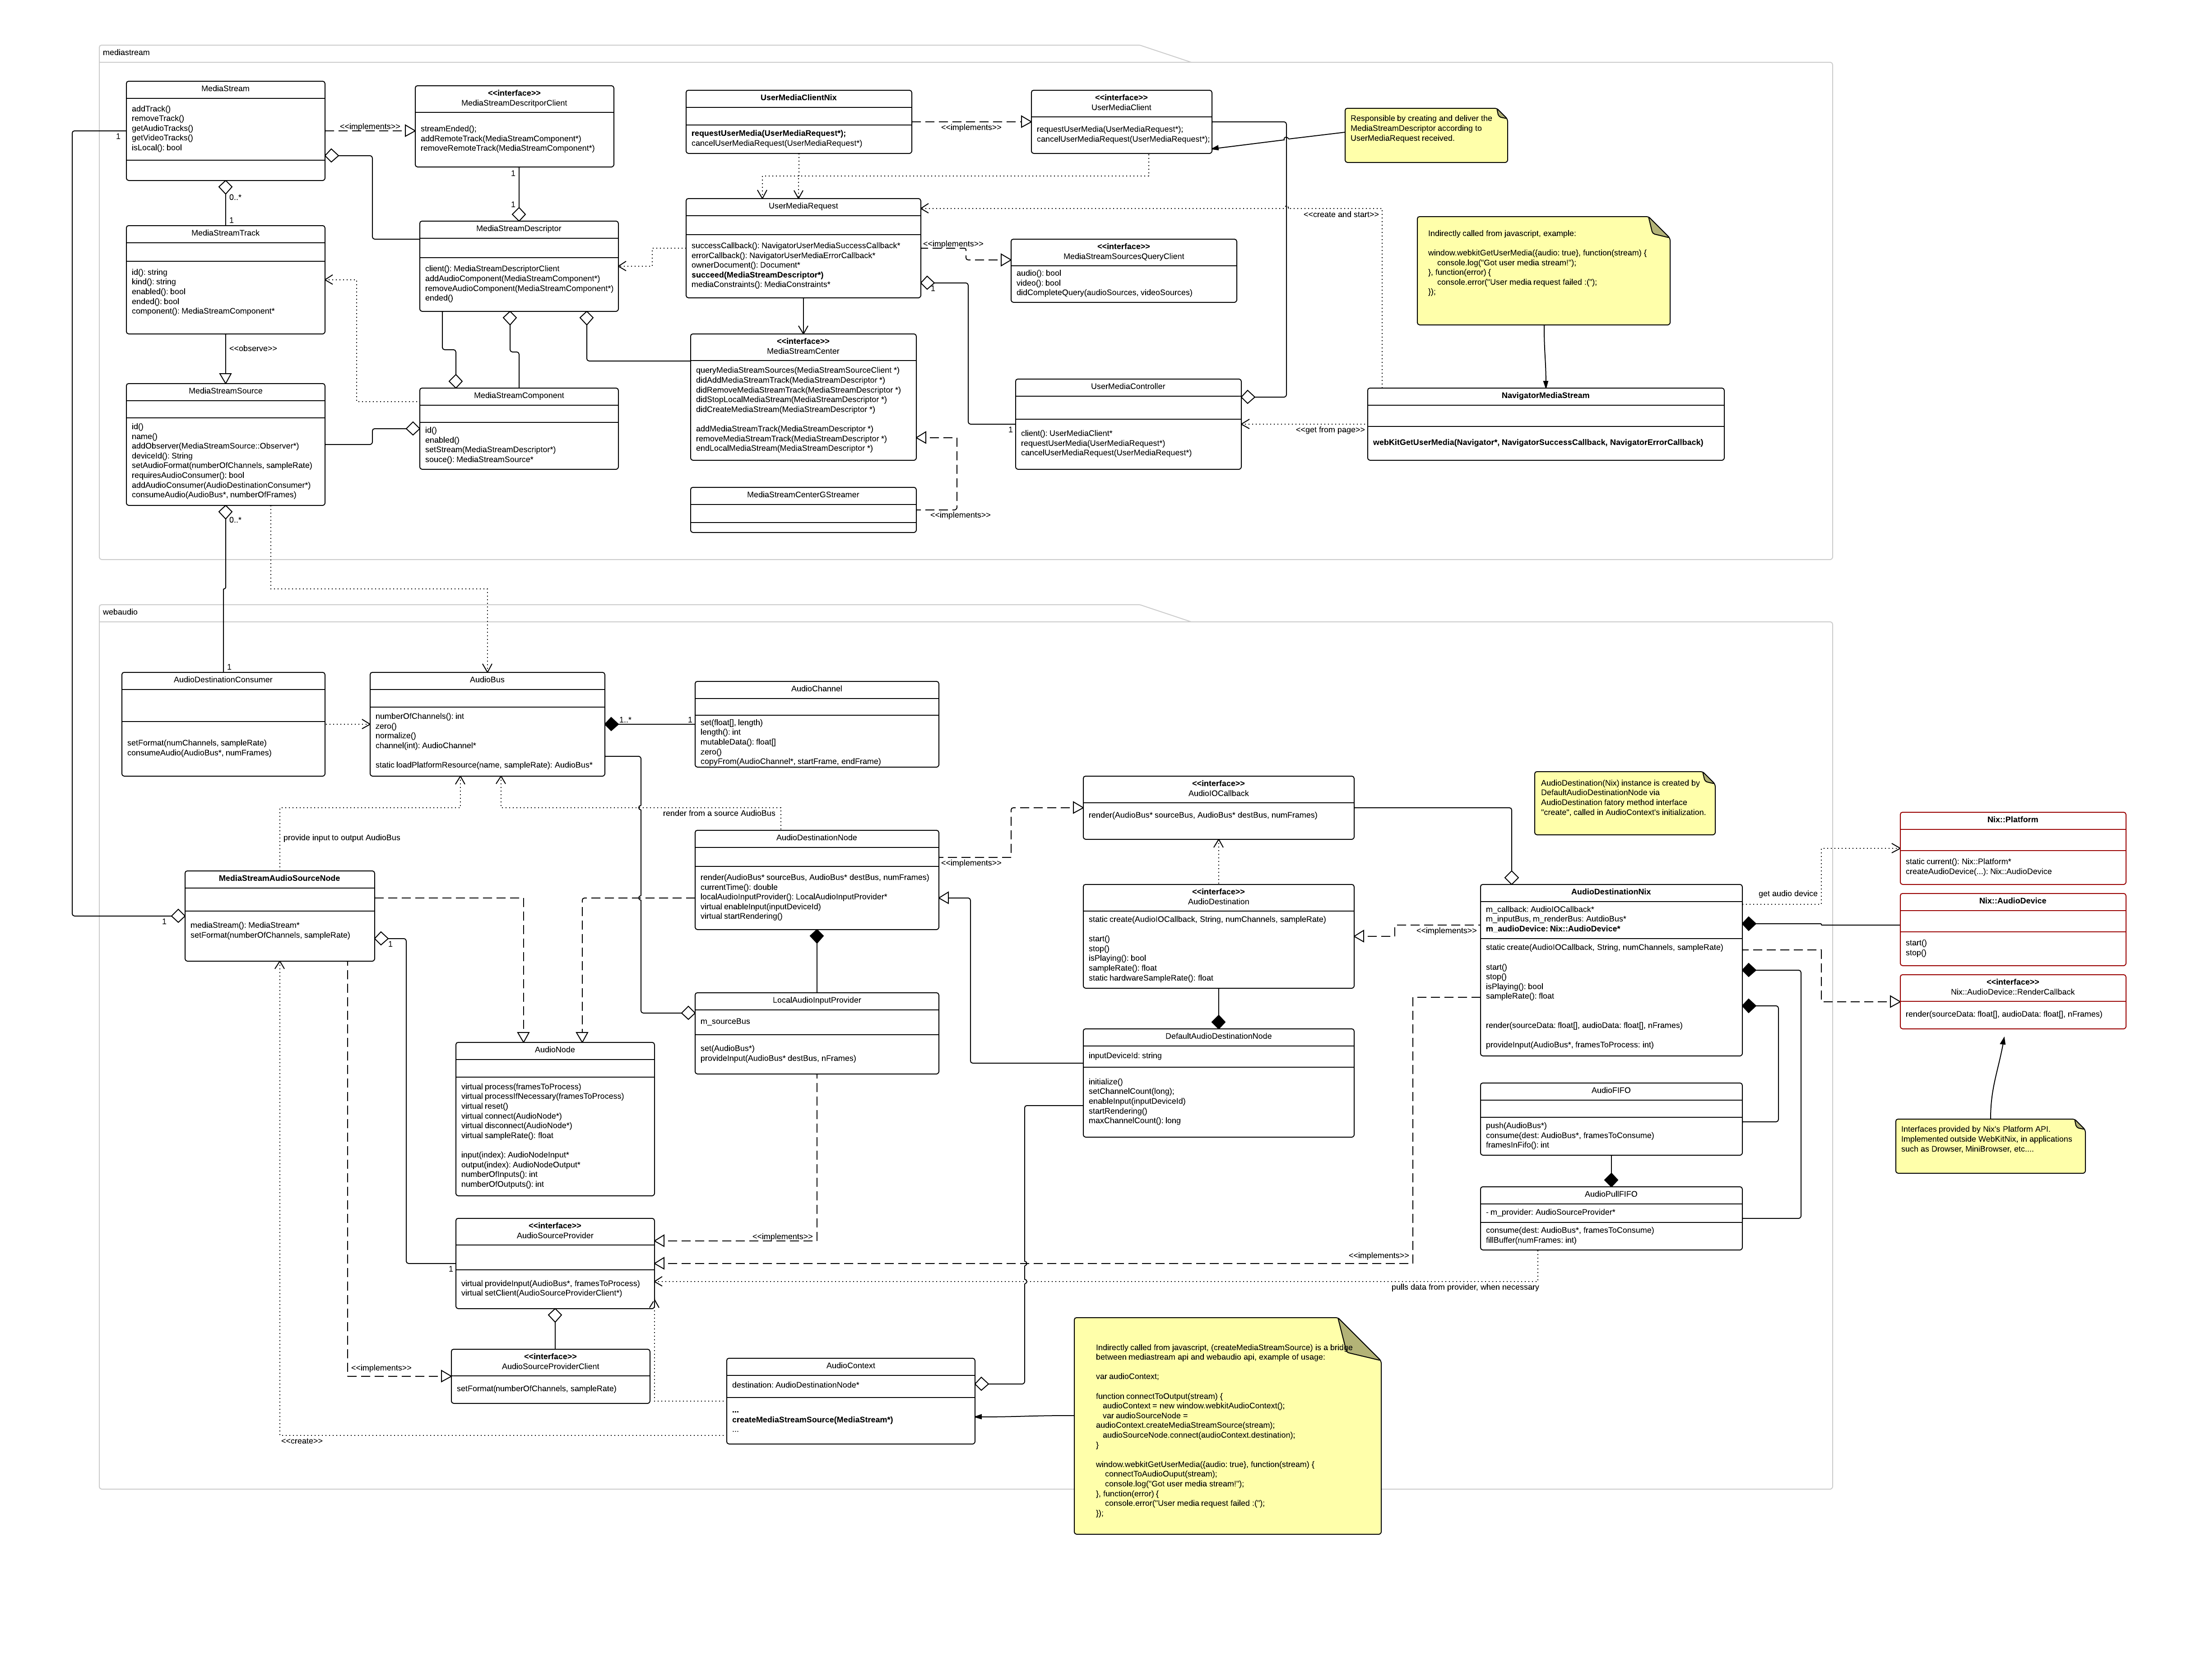 mediastream
MediaStream
addTrack()
removeTrack()
getAudioTracks()
getVideoTracks()
isLocal(): bool
1
<<implements>>
<<interface>>
MediaStreamDescritporClient
streamEnded();
addRemoteTrack(MediaStreamComponent*)
removeRemoteTrack(MediaStreamComponent*)
1
1
UserMediaClientNix
requestUserMedia(UserMediaRequest*);
cancelUserMediaRequest(UserMediaRequest*)
<<implements>>
<<interface>>
UserMediaClient
requestUserMedia(UserMediaRequest*);
cancelUserMediaRequest(UserMediaRequest*);
Responsible by creating and deliver the
MediaStreamDescriptor according to
UserMediaRequest received.
0..*
1
MediaStreamTrack
id(): string
kind(): string
enabled(): bool
ended(): bool
component(): MediaStreamComponent*
<<observe>>
MediaStreamDescriptor
client(): MediaStreamDescriptorClient
addAudioComponent(MediaStreamComponent*)
removeAudioComponent(MediaStreamComponent*)
ended()
UserMediaRequest
successCallback(): NavigatorUserMediaSuccessCallback*
errorCallback(): NavigatorUserMediaErrorCallback*
ownerDocument(): Document*
succeed(MediaStreamDescriptor*)
mediaConstraints(): MediaConstraints*
<<implements>>
1
<<interface>>
MediaStreamSourcesQueryClient
audio(): bool
video(): bool
didCompleteQuery(audioSources, videoSources)
<<create and start>>
Indirectly called from javascript, example:
window.webkitGetUserMedia({audio: true}, function(stream) {
console.log("Got user media stream!");
}, function(error) {
console.error("User media request failed :(");
});
MediaStreamSource
id()
name()
addObserver(MediaStreamSource::Observer*)
deviceId(): String
setAudioFormat(numberOfChannels, sampleRate)
requiresAudioConsumer(): bool
addAudioConsumer(AudioDestinationConsumer*)
consumeAudio(AudioBus*, numberOfFrames)
0..*
MediaStreamComponent
id()
enabled()
setStream(MediaStreamDescriptor*)
souce(): MediaStreamSource*
<<interface>>
MediaStreamCenter
queryMediaStreamSources(MediaStreamSourceClient *)
didAddMediaStreamTrack(MediaStreamDescriptor *)
didRemoveMediaStreamTrack(MediaStreamDescriptor *)
didStopLocalMediaStream(MediaStreamDescriptor *)
didCreateMediaStream(MediaStreamDescriptor *)
addMediaStreamTrack(MediaStreamDescriptor *)
removeMediaStreamTrack(MediaStreamDescriptor *)
endLocalMediaStream(MediaStreamDescriptor *)
MediaStreamCenterGStreamer
<<implements>>
UserMediaController
1
client(): UserMediaClient*
requestUserMedia(UserMediaRequest*)
cancelUserMediaRequest(UserMediaRequest*)
<<get from page>>
NavigatorMediaStream
webKitGetUserMedia(Navigator*, NavigatorSuccessCallback, NavigatorErrorCallback)
webaudio
1
AudioDestinationConsumer
setFormat(numChannels, sampleRate)
consumeAudio(AudioBus*, numFrames)
AudioBus
numberOfChannels(): int
zero()
normalize()
channel(int): AudioChannel*
static loadPlatformResource(name, sampleRate): AudioBus*
1..*
1
AudioChannel
set(float[], length)
length(): int
mutableData(): float[]
zero()
copyFrom(AudioChannel*, startFrame, endFrame)
provide input to output AudioBus
render from a source AudioBus
<<interface>>
AudioIOCallback
render(AudioBus* sourceBus, AudioBus* destBus, numFrames)
AudioDestination(Nix) instance is created by
DefaultAudioDestinationNode via
AudioDestination fatory method interface
"create", called in AudioContext's initialization.
Nix::Platform
static current(): Nix::Platform*
createAudioDevice(...): Nix::AudioDevice
get audio device
MediaStreamAudioSourceNode
mediaStream(): MediaStream*
setFormat(numberOfChannels, sampleRate)
1
1
AudioDestinationNode
render(AudioBus* sourceBus, AudioBus* destBus, numFrames)
currentTime(): double
localAudioInputProvider(): LocalAudioInputProvider*
virtual enableInput(inputDeviceId)
virtual startRendering()
<<implements>>
<<interface>>
AudioDestination
static create(AudioIOCallback, String, numChannels, sampleRate)
start()
stop()
isPlaying(): bool
sampleRate(): float
static hardwareSampleRate(): float
<<implements>>
AudioDestinationNix
m_callback: AudioIOCallback*
m_inputBus, m_renderBus: AutdioBus*
m_audioDevice: Nix::AudioDevice*
static create(AudioIOCallback, String, numChannels, sampleRate)
start()
stop()
isPlaying(): bool
sampleRate(): float
render(sourceData: float[], audioData: float[], nFrames)
provideInput(AudioBus*, framesToProcess: int)
Nix::AudioDevice
start()
stop()
<<interface>>
Nix::AudioDevice::RenderCallback
render(sourceData: float[], audioData: float[], nFrames)
LocalAudioInputProvider
m_sourceBus
set(AudioBus*)
provideInput(AudioBus* destBus, nFrames)
DefaultAudioDestinationNode
inputDeviceId: string
initialize()
setChannelCount(long);
enableInput(inputDeviceId)
startRendering()
maxChannelCount(): long
AudioNode
virtual process(framesToProcess)
virtual processIfNecessary(framesToProcess)
virtual reset()
virtual connect(AudioNode*)
virtual disconnect(AudioNode*)
virtual sampleRate(): float
input(index): AudioNodeInput*
output(index): AudioNodeOutput*
numberOfInputs(): int
numberOfOutputs(): int
AudioFIFO
push(AudioBus*)
consume(dest: AudioBus*, framesToConsume)
framesInFifo(): int
Interfaces provided by Nix's Platform API.
Implemented outside WebKitNix, in applications
such as Drowser, MiniBrowser, etc....
AudioPullFIFO
- m_provider: AudioSourceProvider*
consume(dest: AudioBus*, framesToConsume)
fillBuffer(numFrames: int)
<<interface>>
AudioSourceProvider
virtual provideInput(AudioBus*, framesToProcess)
virtual setClient(AudioSourceProviderClient*)
1
<<implements>>
<<implements>>
pulls data from provider, when necessary
<<implements>>
<<interface>>
AudioSourceProviderClient
setFormat(numberOfChannels, sampleRate)
AudioContext
destination: AudioDestinationNode*
...
createMediaStreamSource(MediaStream*)
...
<<create>>
Indirectly called from javascript, (createMediaStreamSource) is a bridge
between mediastream api and webaudio api, example of usage:
var audioContext;
function connectToOutput(stream) {
audioContext = new window.webkitAudioContext();
var audioSourceNode =
audioContext.createMediaStreamSource(stream);
audioSourceNode.connect(audioContext.destination);
}
window.webkitGetUserMedia({audio: true}, function(stream) {
connectToAudioOuput(stream);
console.log("Got user media stream!");
}, function(error) {
console.error("User media request failed :(");
});